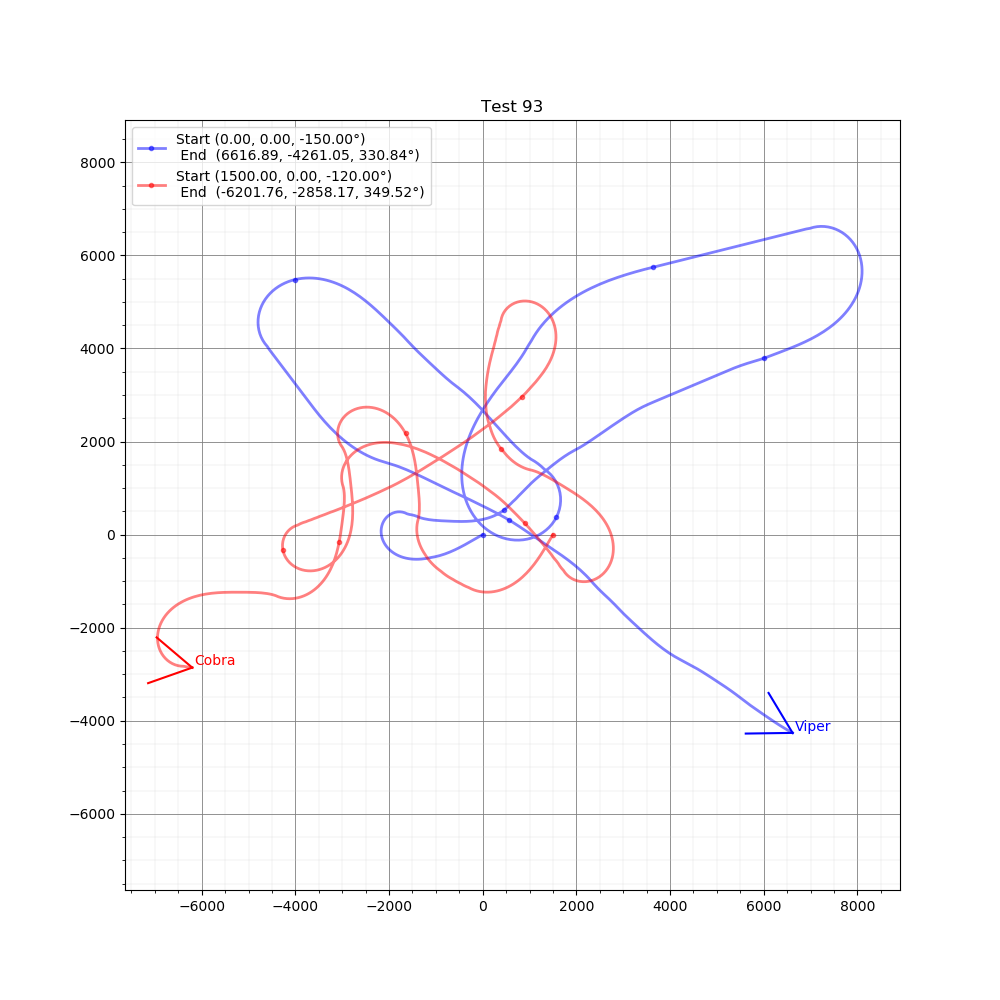 Test 93
Start (0.00, 0.00, -150.00°)
End  (6616.89, -4261.05, 330.84°)
Start (1500.00, 0.00, -120.00°)
End  (-6201.76, -2858.17, 349.52°)
8000
6000
4000
2000
0
−2000
−4000
−6000
Cobra
Viper
−6000 −4000 −2000 0 2000 4000 6000 8000